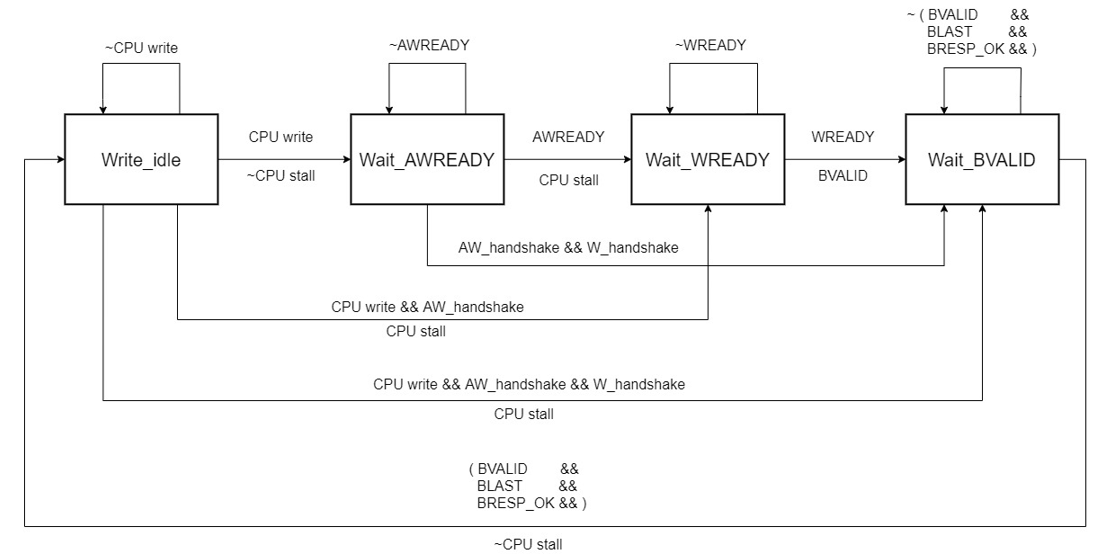 ~ ( BVALID &&
BLAST &&
BRESP_OK && )
~CPU write
~AWREADY
~WREADY
CPU write
AWREADY
WREADY
Write_idle
Wait_AWREADY
Wait_WREADY
Wait_BVALID
~CPU stall
CPU stall
BVALID
AW_handshake && W_handshake
CPU write && AW_handshake
CPU stall
CPU write && AW_handshake && W_handshake
CPU stall
( BVALID &&
BLAST &&
BRESP_OK && )
~CPU stall